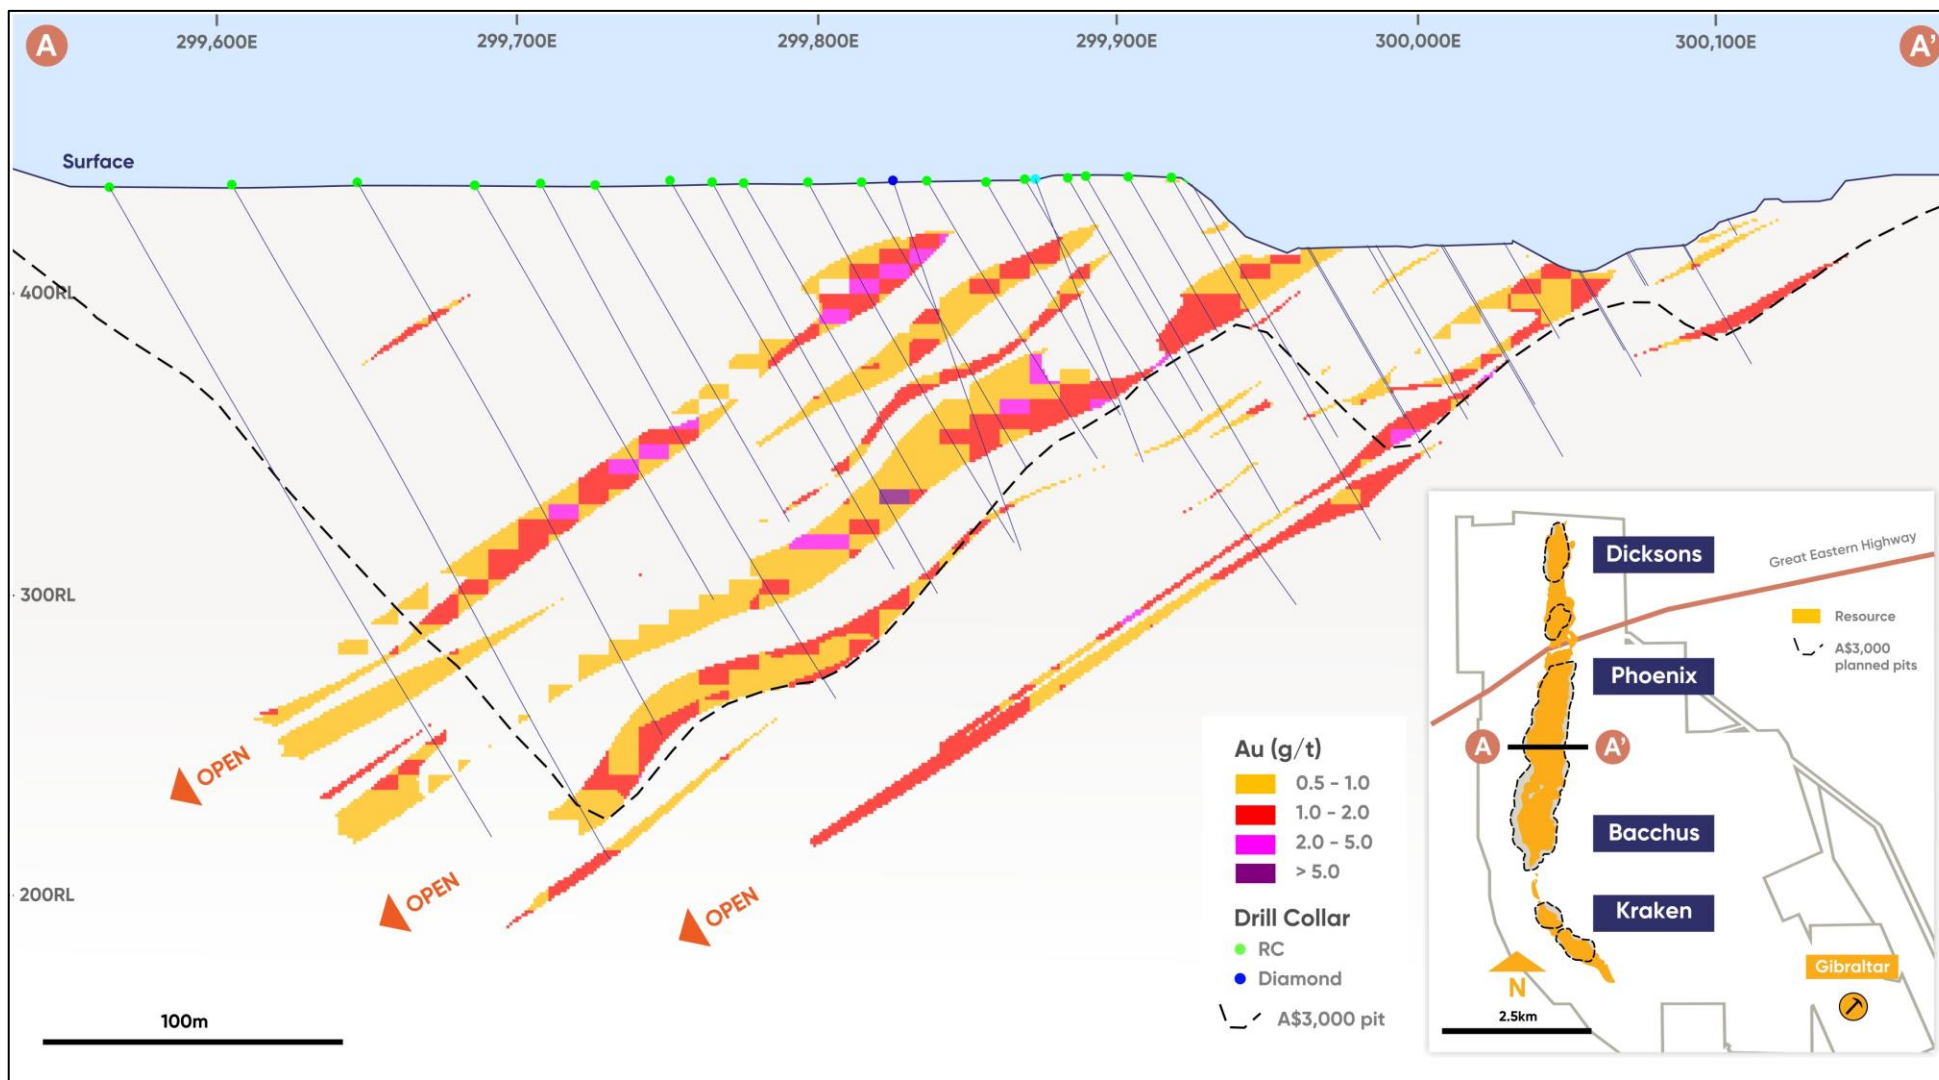 A
299,600E
299,700E
299,800E
299,900E
300,000E
300,100E
A'
Surface
400RL
300RL
200RL
OPEN
OPEN
OPEN
100m
Au (g/t)
0.5 - 1.0
1.0 - 2.0
2.0 - 5.0
> 5.0
Drill Collar
RC
Diamond
A$3,000 pit
Dicksons
Great Eastern Highway
Resource
A$3,000
planned pits
Phoenix
A
A'
Bacchus
Kraken
Gibraltar
N
2.5km